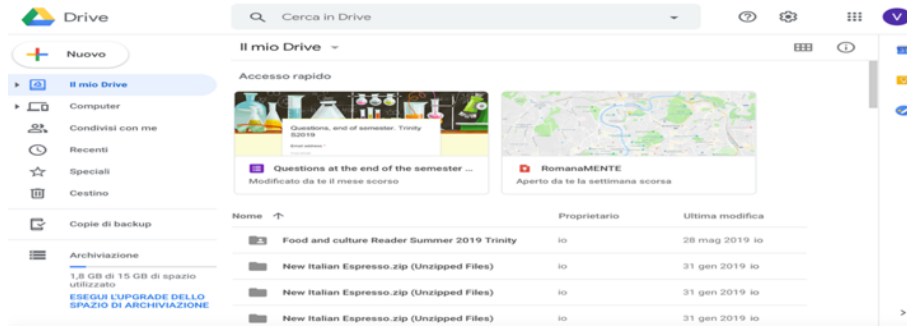 Drive
Cerca in Drive
V
Nuovo
Il mio Drive
Computer
Condivisi con me
Recenti
Speciali
Cestino
Copie di backup
Archiviazione
1,8 GB di 15 GB di spazio
utilizzato
ESEGUI L'UPGRADE DELLO
SPAZIO DI ARCHIVIAZIONE
Il mio Drive
Accesso rapido
Questions, end of semester, Trinity
S2019
Email address *
Questions at the end of the semester ...
Modificato da te il mese scorso
RomanaMENTE
Aperto da te la settimana scorsa
Nome Proprietario Ultima modifica
Food and culture Reader Summer 2019 Trinity io 28 mag 2019 io
New Italian Espresso.zip (Unzipped Files) io 31 gen 2019 io
New Italian Espresso.zip (Unzipped Files) io 31 gen 2019 io
New Italian Espresso.zip (Unzipped Files) io 31 gen 2019 io